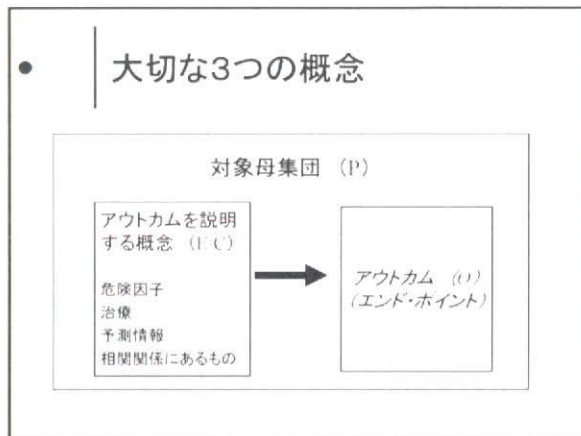 大切な3つの概念
対象母集団 (P)
アウトカムを説明
する概念 (E C)
危険因子
治療
予測情報
相関関係にあるもの
アウトカム (O)
(エンド・ポイント)